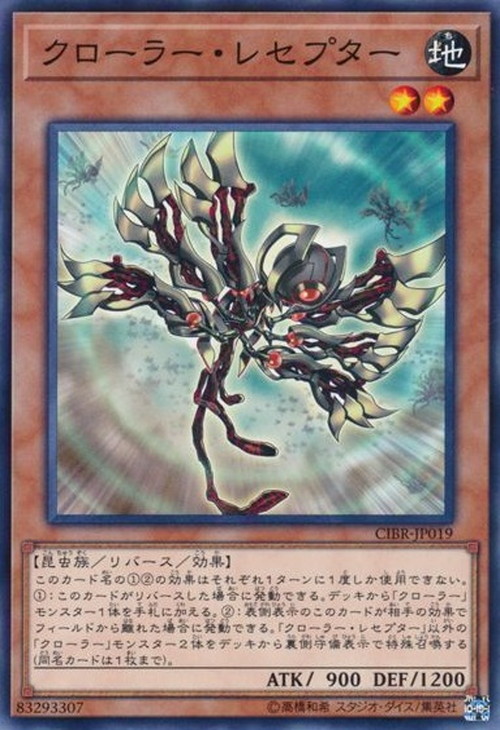 クローラー・レセプター
地
CIBR-JP019
【昆虫族／リバース／効果】
このカード名の①②の効果はそれぞれ１ターンに１度しか使用できない。
①：このカードがリバースした場合に発動できる。デッキから「クローラー」
モンスター１体を手札に加える。②：表側表示のこのカードが相手の効果で
フィールドから離れた場合に発動できる。「クローラー・レセプター」以外の
「クローラー」モンスター２体をデッキから裏側守備表示で特殊召喚する
(同名カードは１枚まで)。
ATK/ 900 DEF/1200
83293307 ©高橋和希 スタジオ・ダイス/集英社